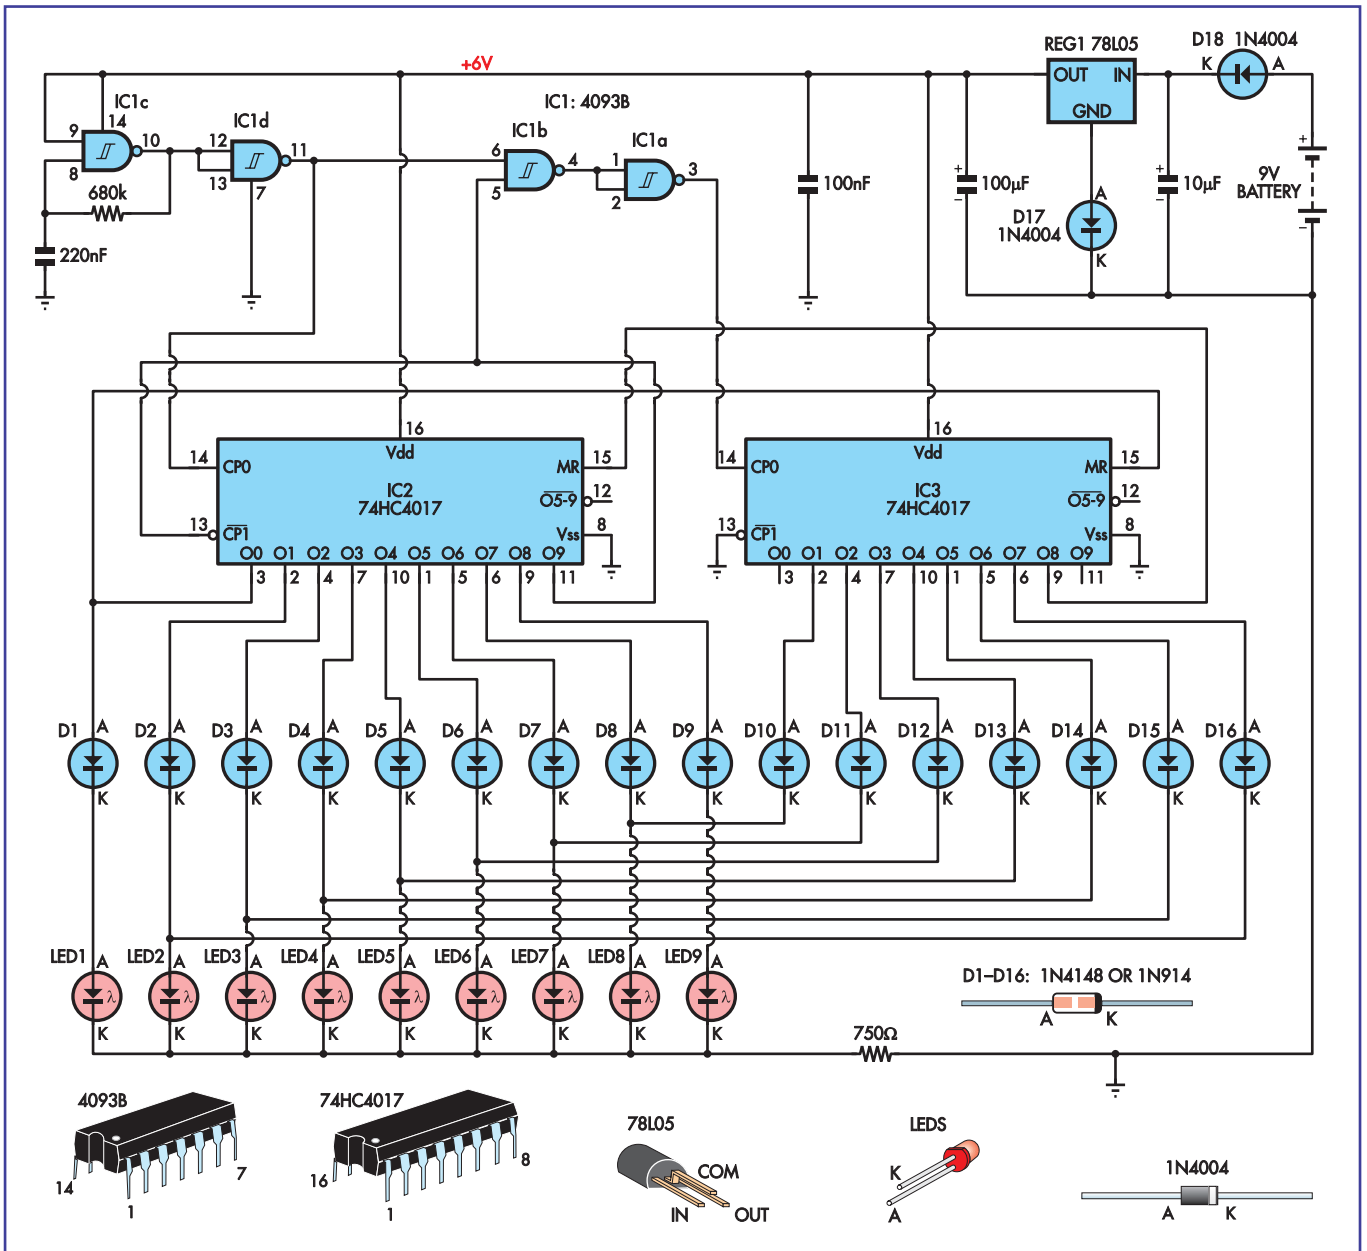 +6V
REG1 78L05
D18 1N4004
K A
OUT IN
GND
IC1c
14
9
10
8
680k
220nF
IC1d
12
11
13
7
IC1: 4093B
IC1b
6
4
5
IC1a
1
3
2
100nF
+
100µF
–
A
D17
1N4004
K
+
10µF
–
+
9V
BATTERY
–
16
Vdd
14 CP0
MR 15
IC2
74HC4017
O5-9 12
13 CP1
Vss 8
O0 O1 O2 O3 O4 O5 O6 O7 O8 O9
3 2 4 7 10 1 5 6 9 11
16
Vdd
14 CP0
MR 15
IC3
74HC4017
O5-9 12
13 CP1
Vss 8
O0 O1 O2 O3 O4 O5 O6 O7 O8 O9
3 2 4 7 10 1 5 6 9 11
D1 A D2 A D3 A D4 A D5 A D6 A D7 A D8 A D9 A D10 A D11 A D12 A D13 A D14 A D15 A D16 A
K K K K K K K K K K K K K K K K
LED1 A LED2 A LED3 A LED4 A LED5 A LED6 A LED7 A LED8 A LED9 A
λ λ λ λ λ λ λ λ λ
K K K K K K K K K
D1–D16: 1N4148 OR 1N914
A K
750Ω
4093B
14
1
7
74HC4017
16
1
8
78L05
COM
IN OUT
LEDS
K
A
1N4004
A K